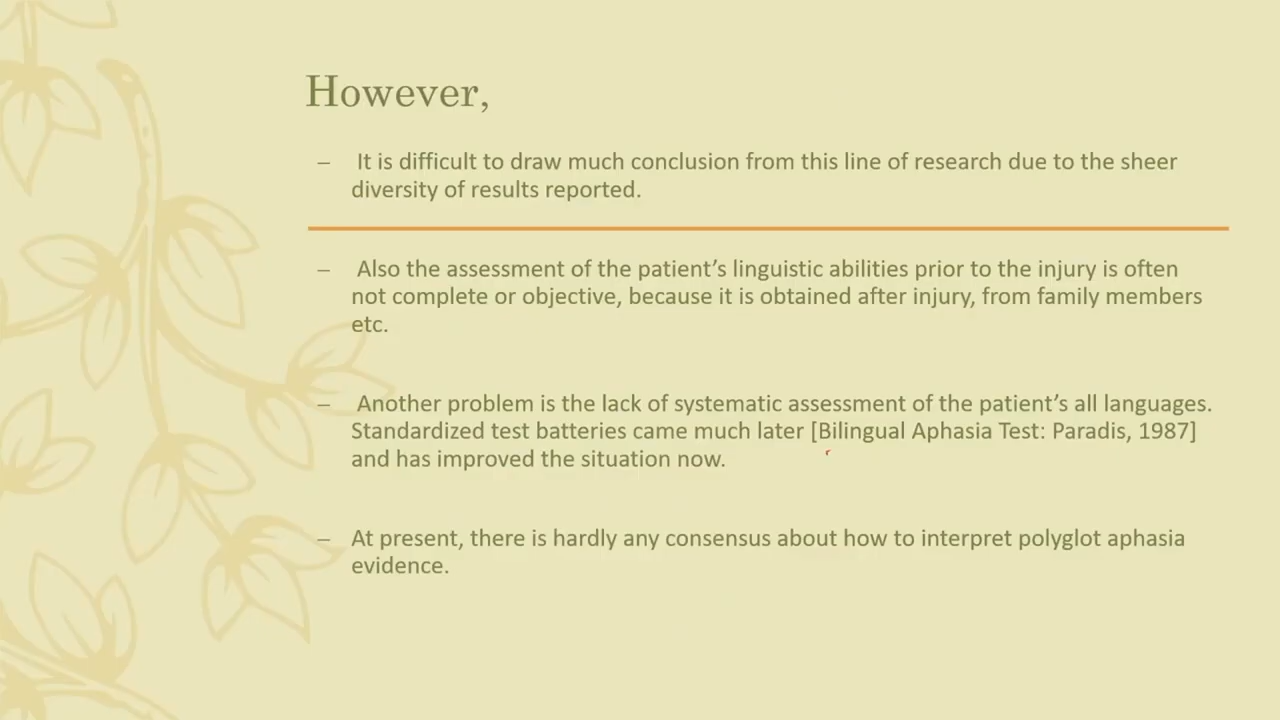 However,
– It is difficult to draw much conclusion from this line of research due to the sheer
diversity of results reported.
– Also the assessment of the patient’s linguistic abilities prior to the injury is often
not complete or objective, because it is obtained after injury, from family members
etc.
– Another problem is the lack of systematic assessment of the patient’s all languages.
Standardized test batteries came much later [Bilingual Aphasia Test: Paradis, 1987]
and has improved the situation now.
– At present, there is hardly any consensus about how to interpret polyglot aphasia
evidence.